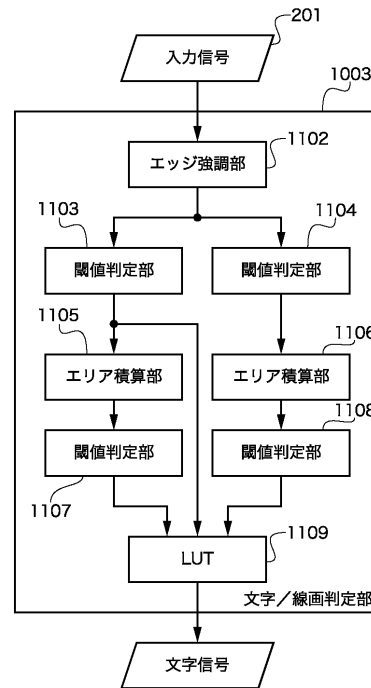 201
入力信号
1003
1102
エッジ強調部
1103
1104
閾値判定部
閾値判定部
1105
1106
エリア積算部
エリア積算部
1108
閾値判定部
閾値判定部
1107
1109
LUT
文字/線画判定部
文字信号